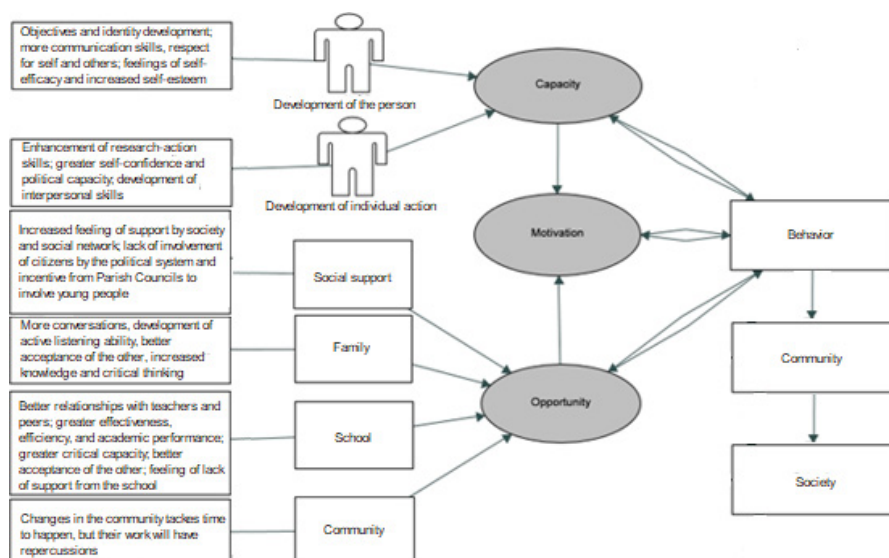 Objectives and identity development;
more communication skills, respect
for self and others; feelings of self-
efficacy and increased self-esteem
Development of the person
Capacity
Enhancement of research-action
skills; greater self-confidence and
political capacity; development of
interpersonal skills
Development of individual action
Increased feeling of support by society
and social network; lack of involvement
of citizens by the political system and
incentive from Parish Councils to
involve young people
Social support
Motivation
Behavior
More conversations, development of
active listening ability, better
acceptance of the other, increased
knowledge and critical thinking
Family
Community
Opportunity
Better relationships with teachers and
peers; greater effectiveness,
efficiency, and academic performance;
greater critical capacity; better
acceptance of the other; feeling of lack
of support from the school
School
Society
Changes in the community tackes time
to happen, but their work will have
repercussions
Community